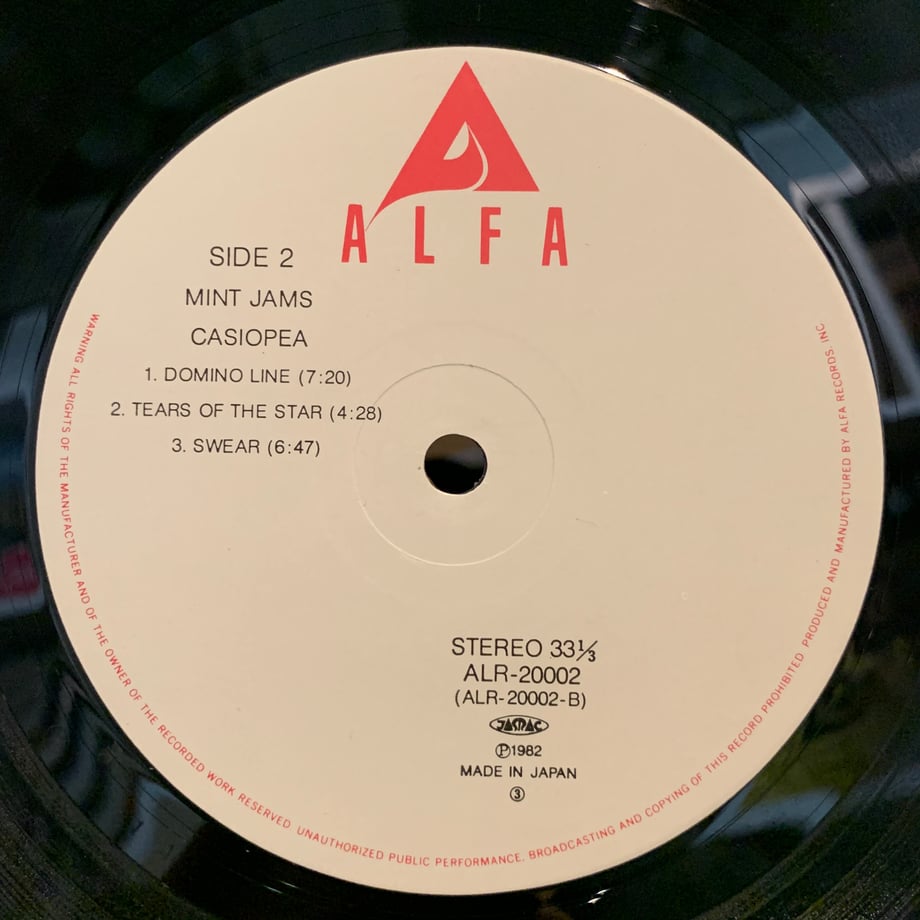 ALFA
SIDE 2
MINT JAMS
CASIOPEA
1. DOMINO LINE (7:20)
2. TEARS OF THE STAR (4:28)
3. SWEAR (6:47)
STEREO 33⅓
ALR-20002
(ALR-20002-B)
JASRAC
Ⓟ1982
MADE IN JAPAN
③
WARNING ALL RIGHTS OF THE MANUFACTURER AND OF THE OWNER OF THE RECORDED WORK RESERVED UNAUTHORIZED PUBLIC PERFORMANCE, BROADCASTING AND COPYING OF THIS RECORD PROHIBITED PRODUCED AND MANUFACTURED BY ALFA RECORDS, INC.